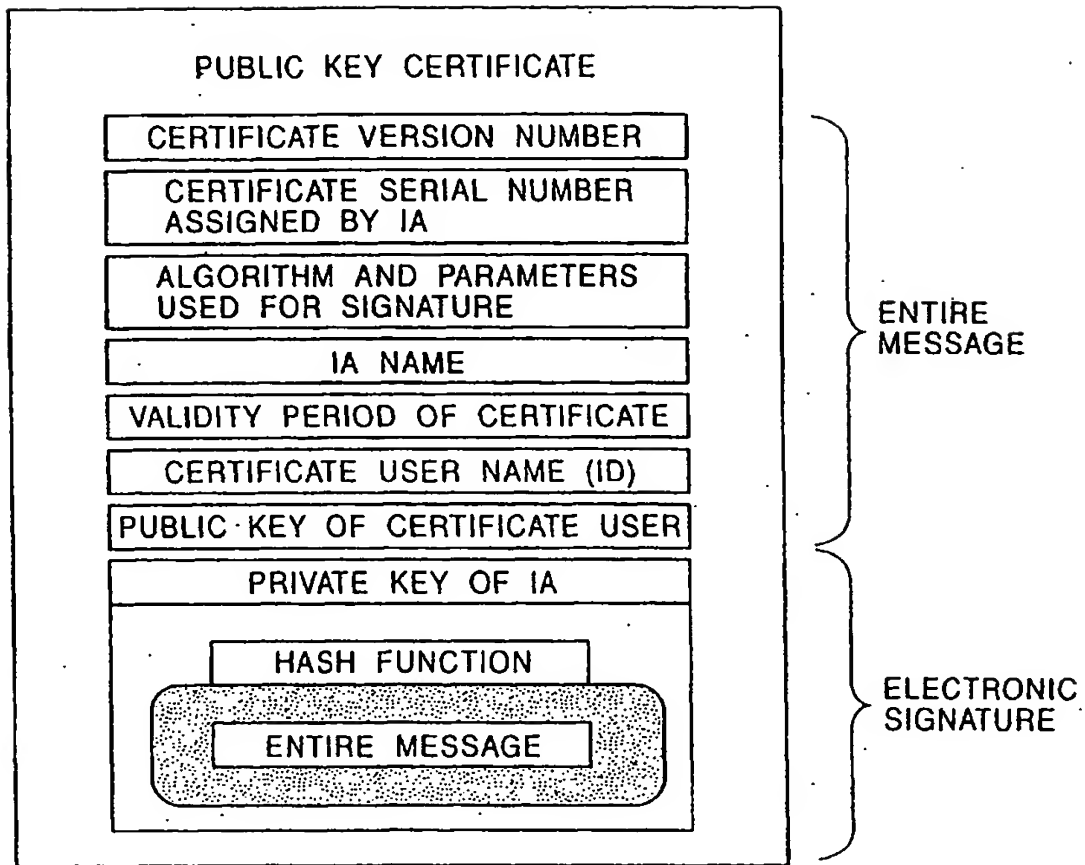 PUBLIC KEY CERTIFICATE
CERTIFICATE VERSION NUMBER
CERTIFICATE SERIAL NUMBER
ASSIGNED BY IA
ALGORITHM AND PARAMETERS
USED FOR SIGNATURE
IA NAME
VALIDITY PERIOD OF CERTIFICATE
CERTIFICATE USER NAME (ID)
PUBLIC KEY OF CERTIFICATE USER
ENTIRE
MESSAGE
PRIVATE KEY OF IA
HASH FUNCTION
ENTIRE MESSAGE
ELECTRONIC
SIGNATURE